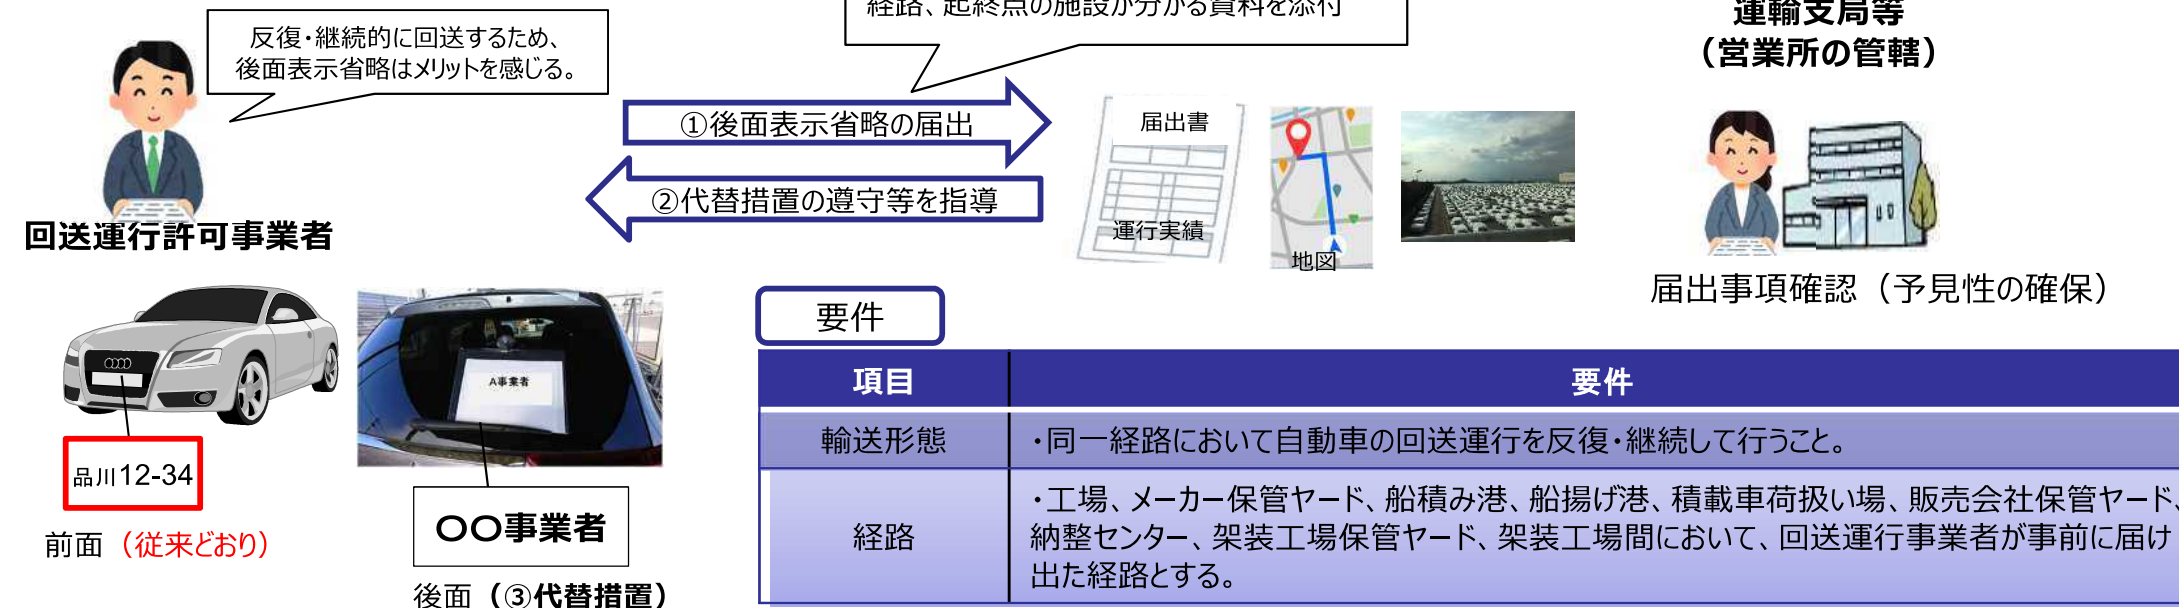 経路、起終点の施設が分かる資料を添付
運輸支局等
（営業所の管轄）
反復・継続的に回送するため、
後面表示省略はメリットを感じる。
①後面表示省略の届出
②代替措置の遵守等を指導
届出書
運行実績
地図
回送運行許可事業者
届出事項確認（予見性の確保）
A事業者
品川12-34
前面（従来どおり）
〇〇事業者
後面（③代替措置）
要件
項目 要件
輸送形態 ・同一経路において自動車の回送運行を反復・継続して行うこと。
経路 ・工場、メーカー保管ヤード、船積み港、船揚げ港、積載車荷扱い場、販売会社保管ヤード、
納整センター、架装工場保管ヤード、架装工場間において、回送運行事業者が事前に届け
出た経路とする。